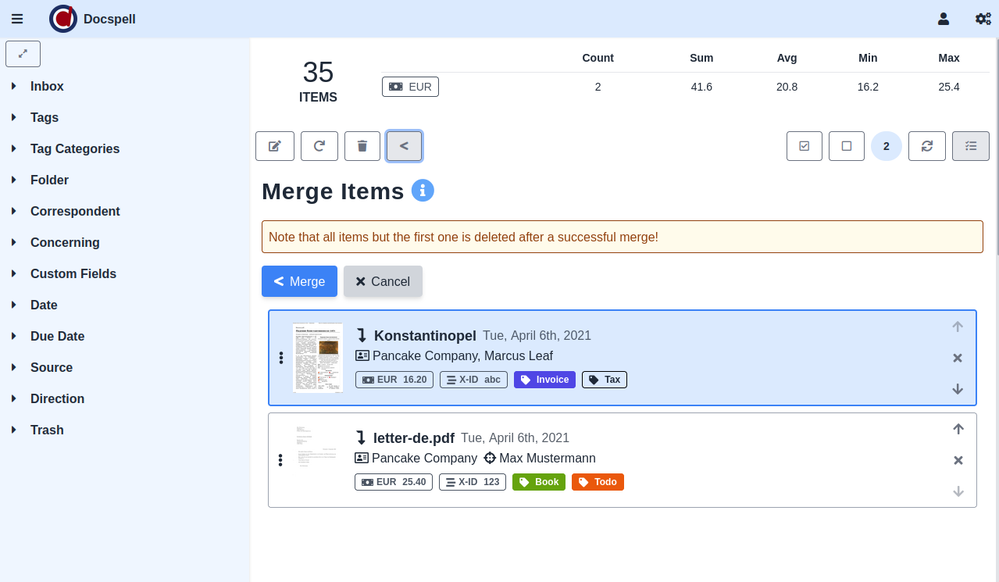 Docspell
Inbox
Tags
Tag Categories
Folder
Correspondent
Concerning
Custom Fields
Date
Due Date
Source
Direction
Trash
35
ITEMS
Count Sum Avg Min Max
EUR 2 41.6 20.8 16.2 25.4
2
Merge Items
Note that all items but the first one is deleted after a successful merge!
Merge Cancel
Konstantinopel Tue, April 6th, 2021
Pancake Company, Marcus Leaf
EUR 16.20 X-ID abc Invoice Tax
letter-de.pdf Tue, April 6th, 2021
Pancake Company Max Mustermann
EUR 25.40 X-ID 123 Book Todo